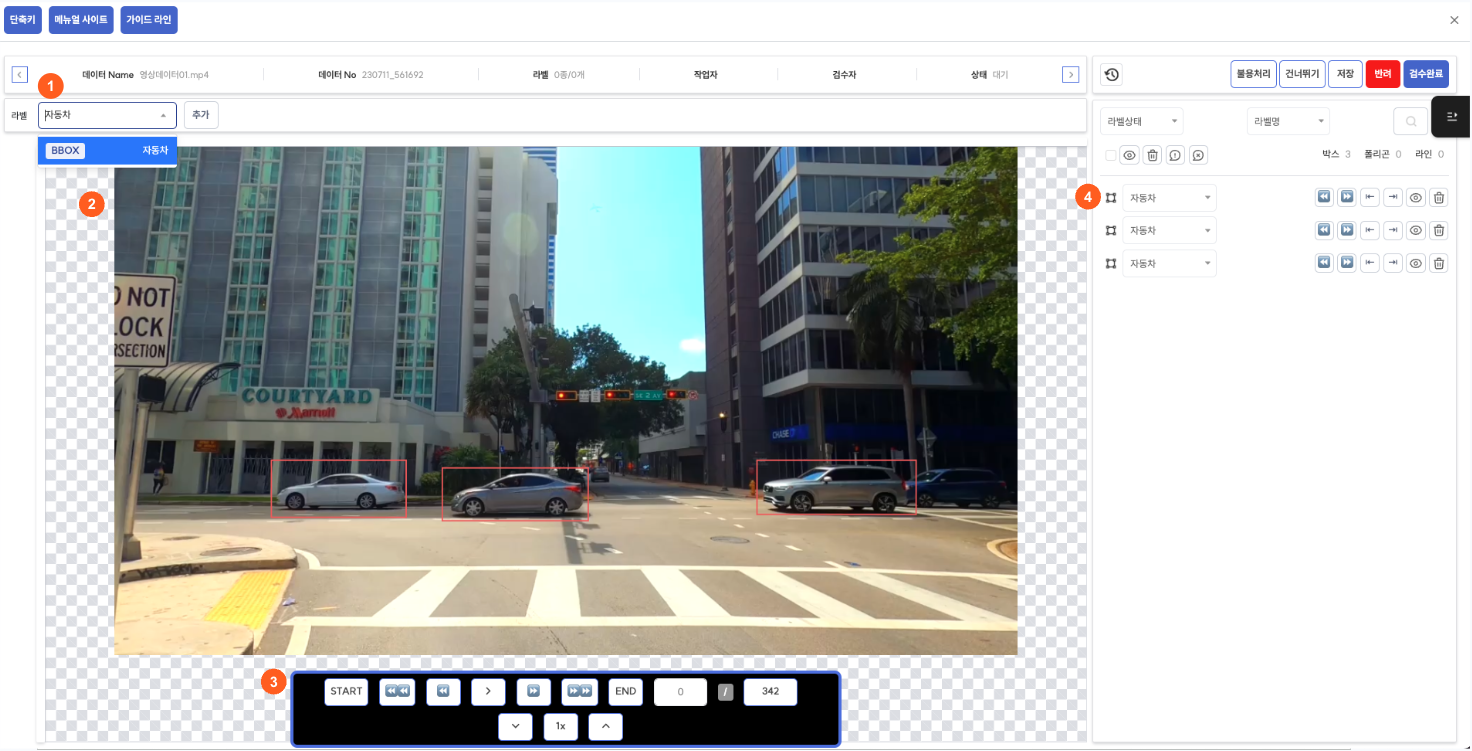 단축키 메뉴얼 사이트 가이드 라인
데이터 Name 영상데이터01.mp4 데이터 No 230711_561692 라벨 0종/0개 작업자 검수자 상태 대기
불용처리 건너뛰기 저장 반려 검수완료
1
라벨 자동차 추가
BBOX 자동차
라벨상태 라벨명
박스 3 폴리곤 0 라인 0
2
4 자동차
자동차
자동차
DO NOT
LOCK
RSECTION
COURTYARD
Marriott
CHASE
3
START > END 0 / 342
1x